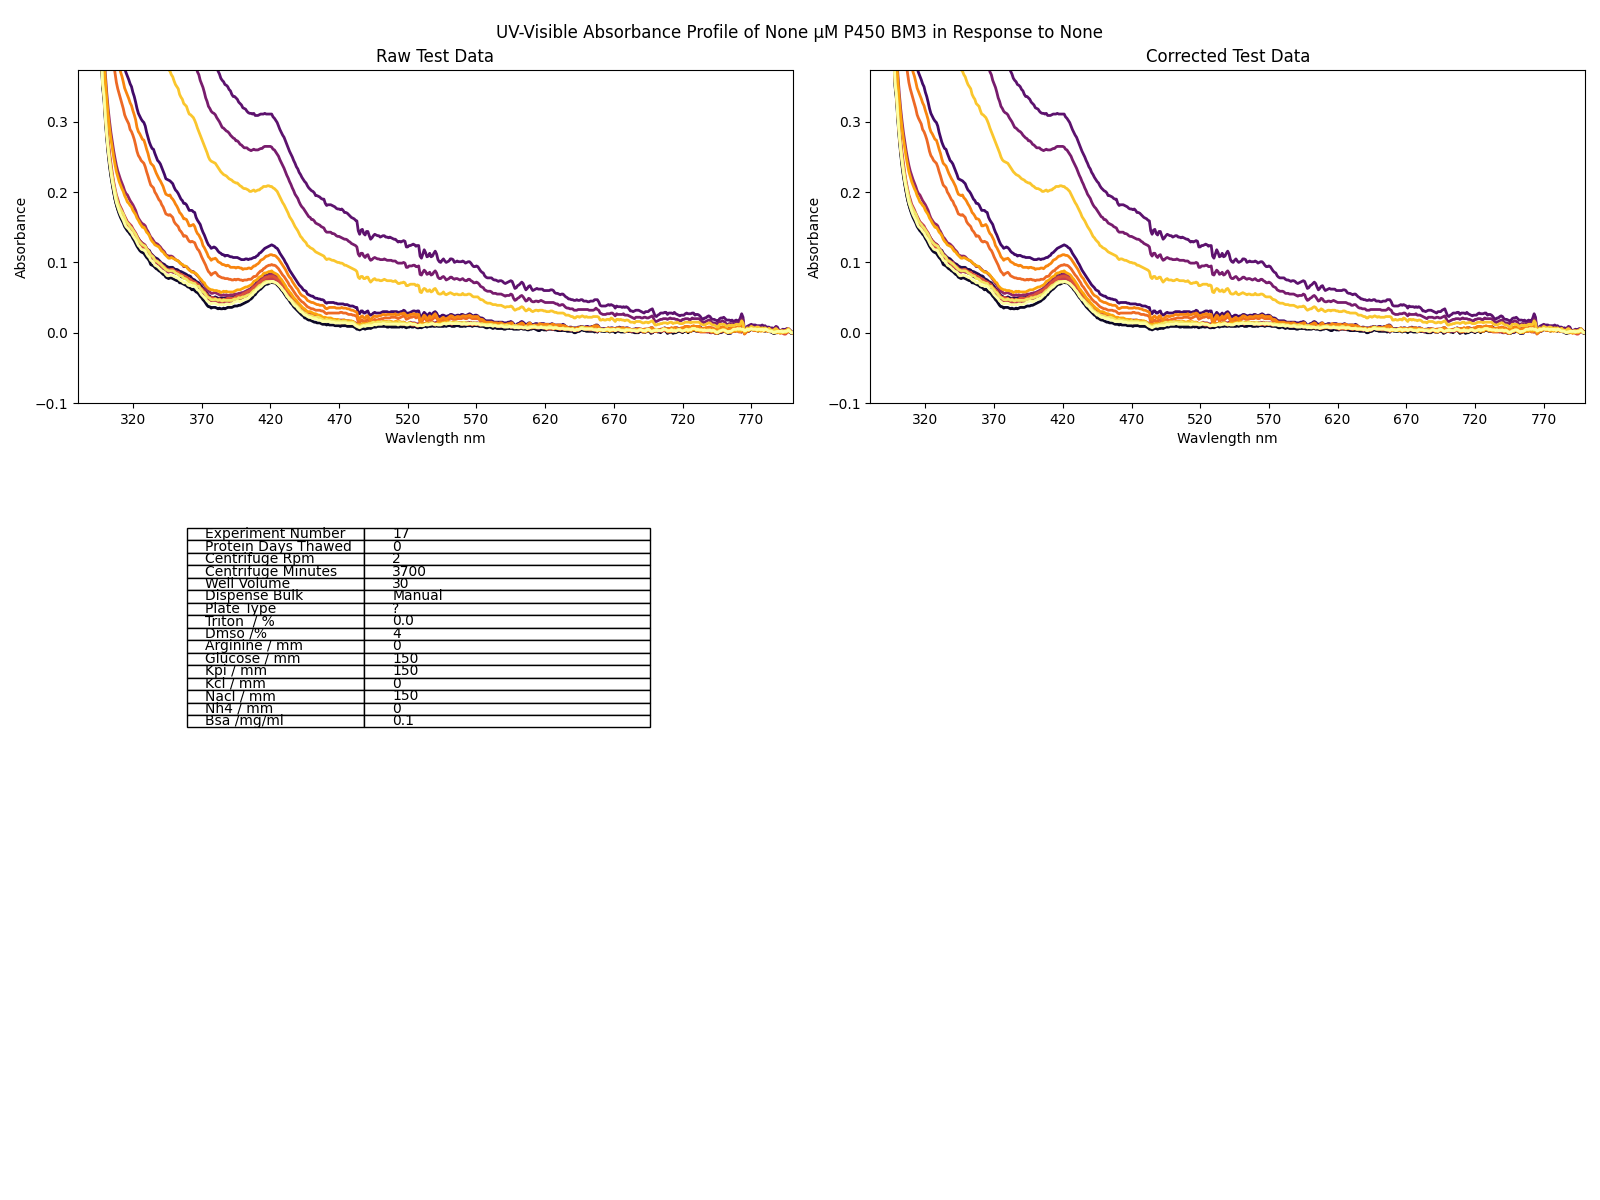 UV-Visible Absorbance Profile of None μM P450 BM3 in Response to None
Raw Test Data
Corrected Test Data
0.3
0.2
0.1
0.0
−0.1
Absorbance
320 370 420 470 520 570 620 670 720 770
Wavlength nm
0.3
0.2
0.1
0.0
−0.1
Absorbance
320 370 420 470 520 570 620 670 720 770
Wavlength nm
Experiment Number 17
Protein Days Thawed 0
Centrifuge Rpm 2
Centrifuge Minutes 3700
Well Volume 30
Dispense Bulk Manual
Plate Type ?
Triton / % 0.0
Dmso /% 4
Arginine / mm 0
Glucose / mm 150
Kpi / mm 150
Kcl / mm 0
Nacl / mm 150
Nh4 / mm 0
Bsa /mg/ml 0.1